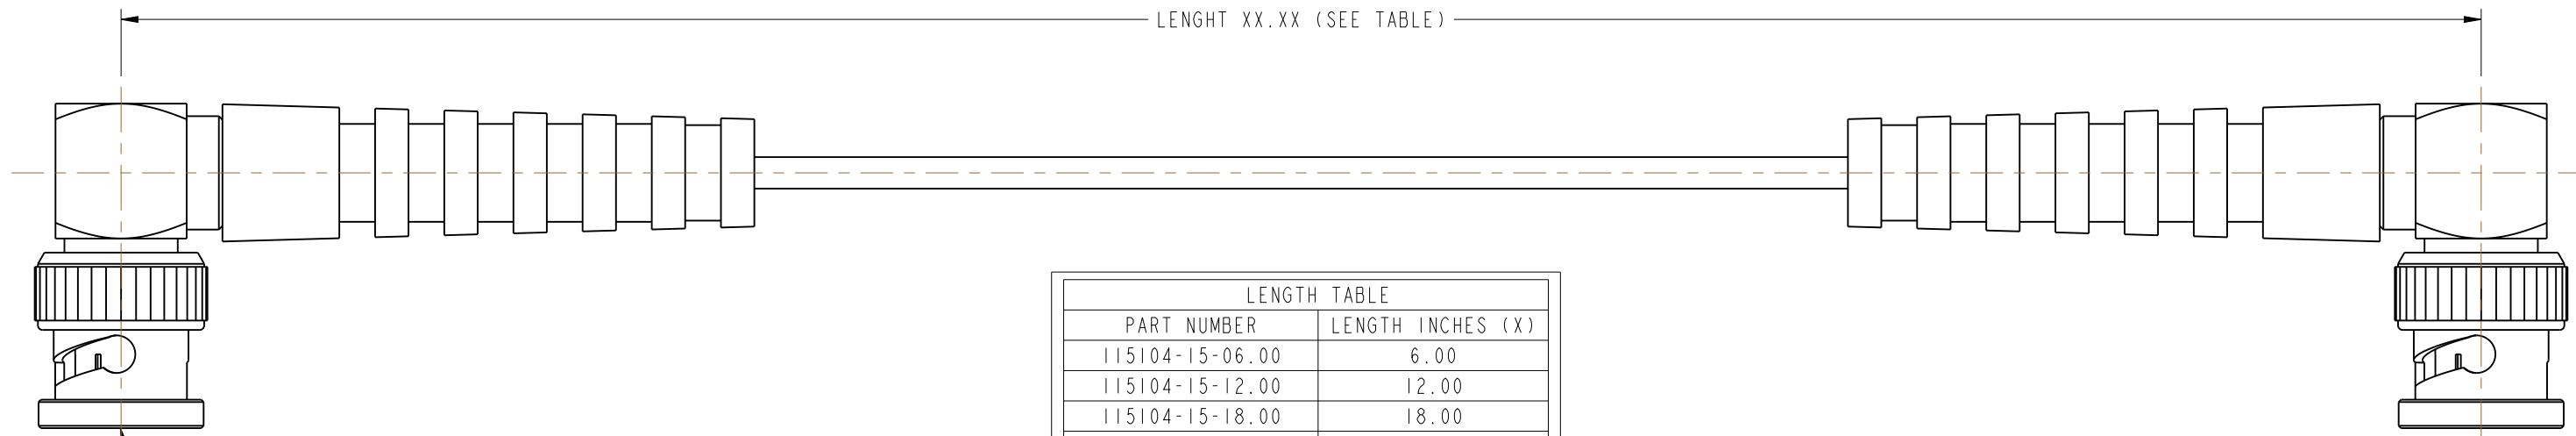 LENGHT XX.XX (SEE TABLE)
LENGTH TABLE
PART NUMBER LENGTH INCHES (X)
115104-15-06.00 6.00
115104-15-12.00 12.00
115104-15-18.00 18.00